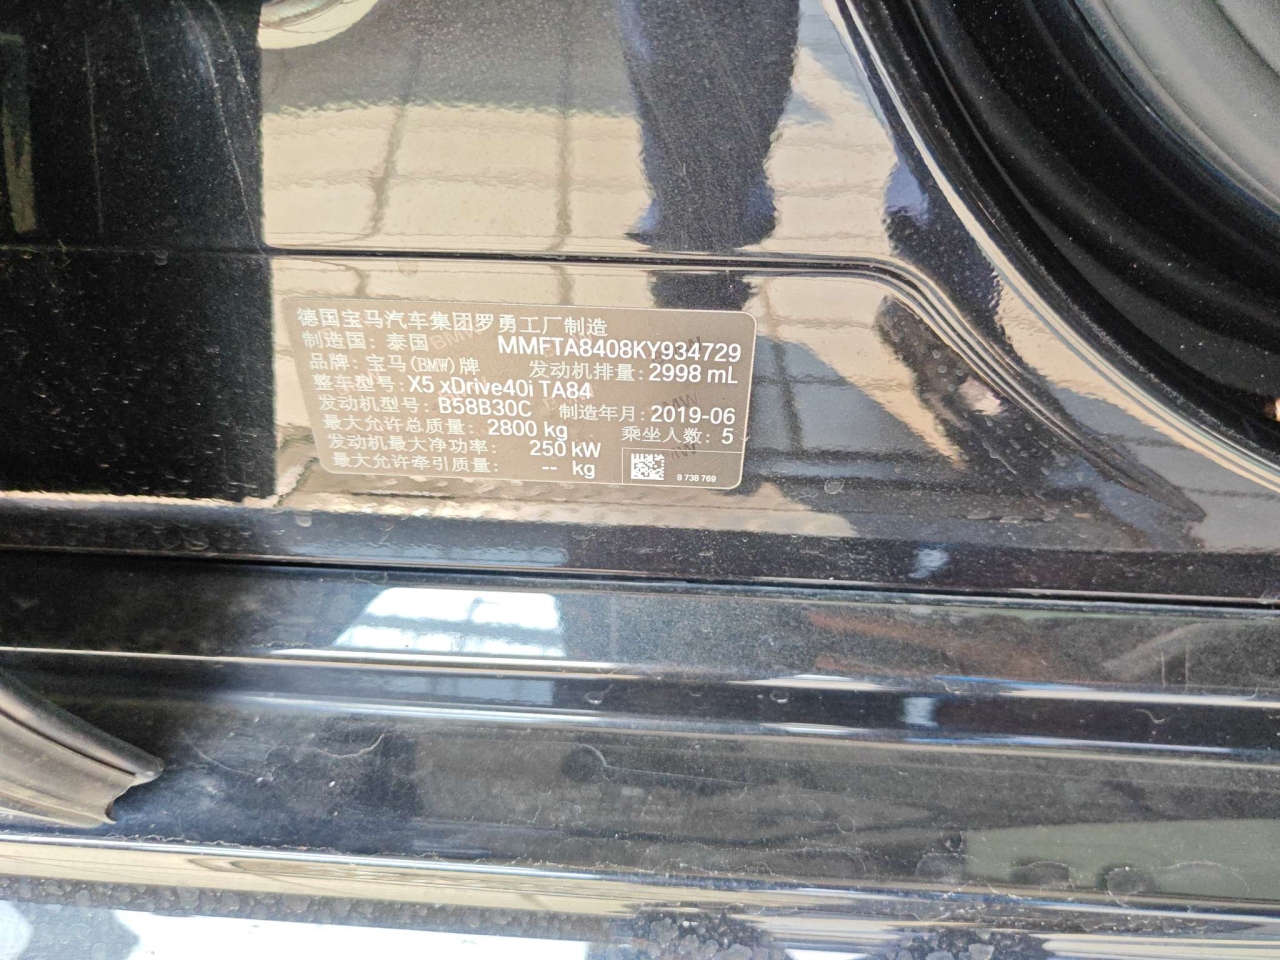 德国宝马汽车集团罗勇工厂制造
制造国: 泰国 MMFTA8408KY934729
品牌: 宝马(BMW)牌 发动机排量: 2998 mL
整车型号: X5 xDrive40i TA84
发动机型号: B58B30C 制造年月: 2019-06
最大允许总质量: 2800 kg 乘坐人数: 5
发动机最大净功率: 250 kW
最大允许牵引质量: -- kg
8 738 769